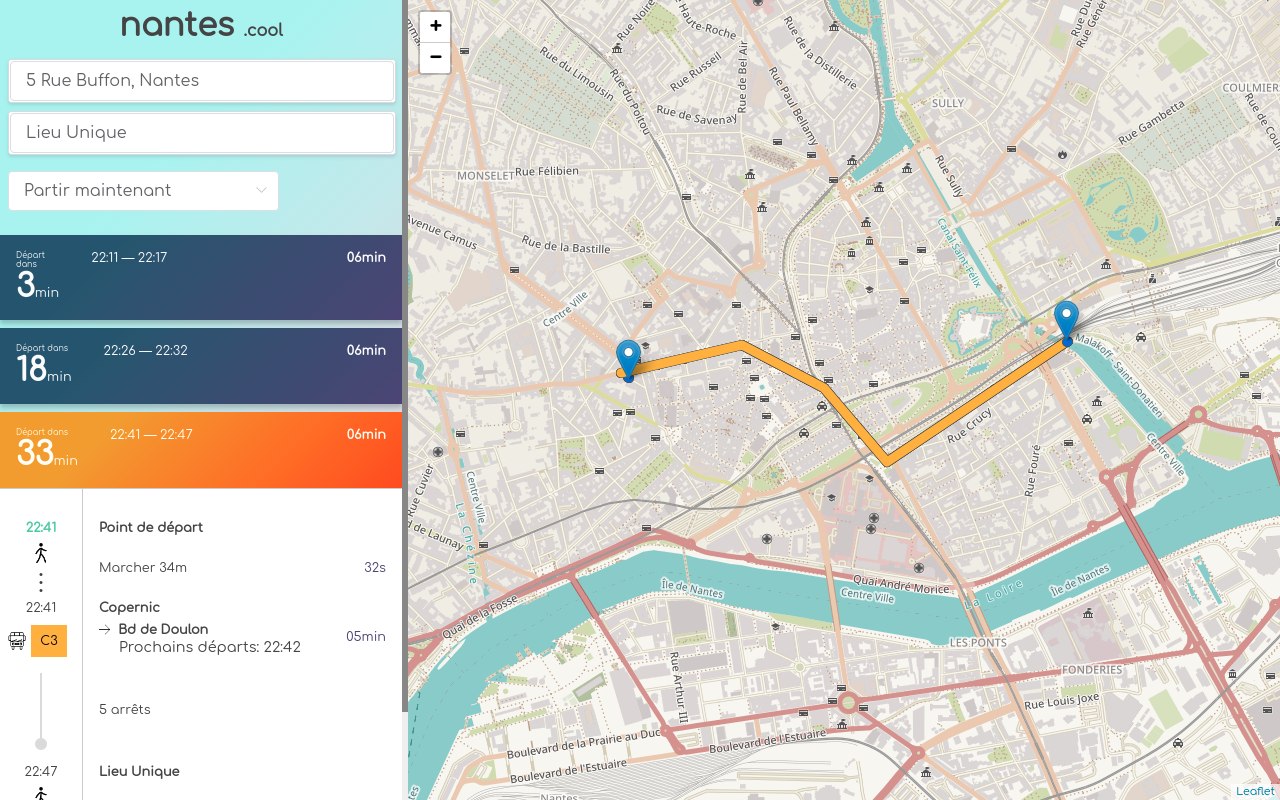 nantes .cool
5 Rue Buffon, Nantes
Lieu Unique
Partir maintenant
Départ
dans
3min
22:11 — 22:17
06min
Départ dans
18min
22:26 — 22:32
06min
Départ dans
33min
22:41 — 22:47
06min
22:41
Point de départ
Marcher 34m
32s
22:41
Copernic
C3
Bd de Doulon
Prochains départs: 22:42
05min
5 arrêts
22:47
Lieu Unique
+
−
Haute-Roche
Rue du Limousin
Rue Russeil
Rue de Bel Air
Rue de la Distillerie
Rue du Poitou
Rue de Savenay
Rue Paul Bellamy
SULLY
COULMIERS
Rue Gambetta
MONSELET
Rue Félibien
Rue Sully
Avenue Camus
Rue de la Bastille
Canal Saint-Félix
Centre Ville
Malakoff - Saint-Donatien
Rue Crucy
Centre Ville
Rue Fouré
Rue Cuvier
Centre Ville
La Chézine
de Launay
Quai de la Fosse
Île de Nantes
Centre Ville
Quai André Morice
La Loire
Île de Nantes
LES PONTS
FONDERIES
Rue Arthur III
Rue Louis Joxe
Boulevard de la Prairie au Duc
Boulevard de l'Estuaire
Boulevard de l'Estuaire
Nantes
Leaflet